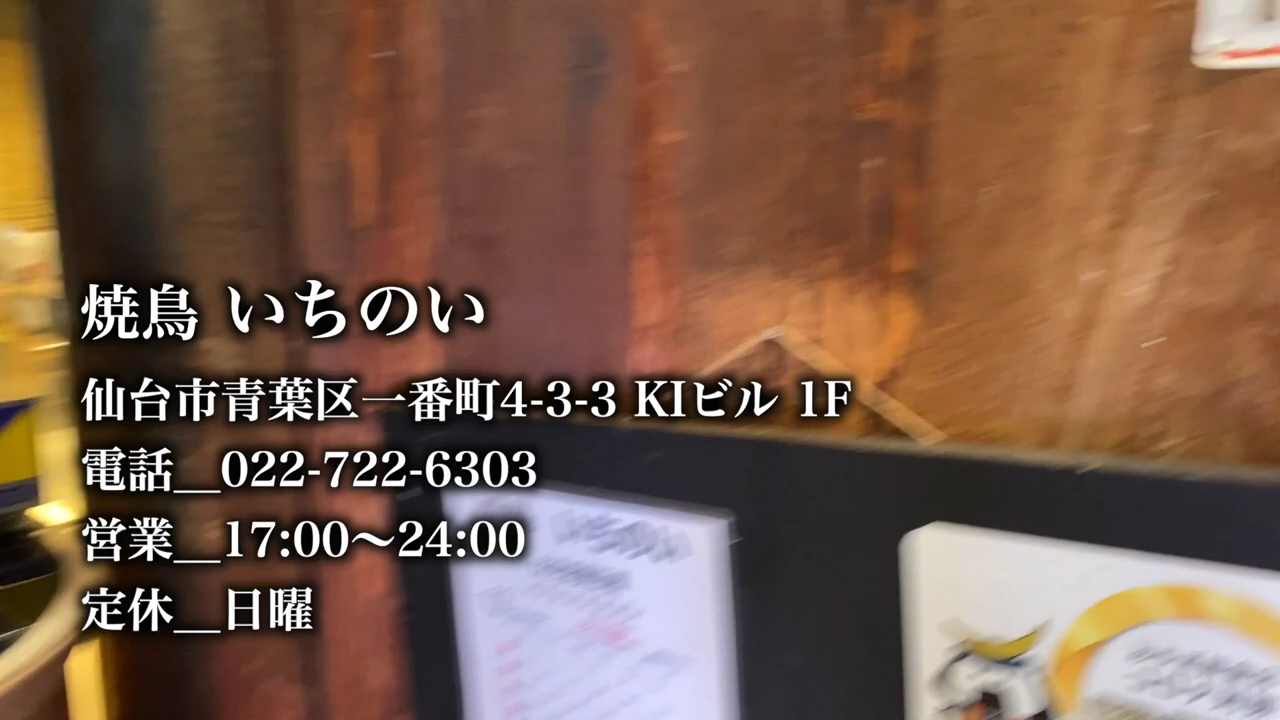 焼鳥 いちのい
仙台市青葉区一番町4-3-3 KIビル 1F
電話__022-722-6303
営業__17:00〜24:00
定休__日曜